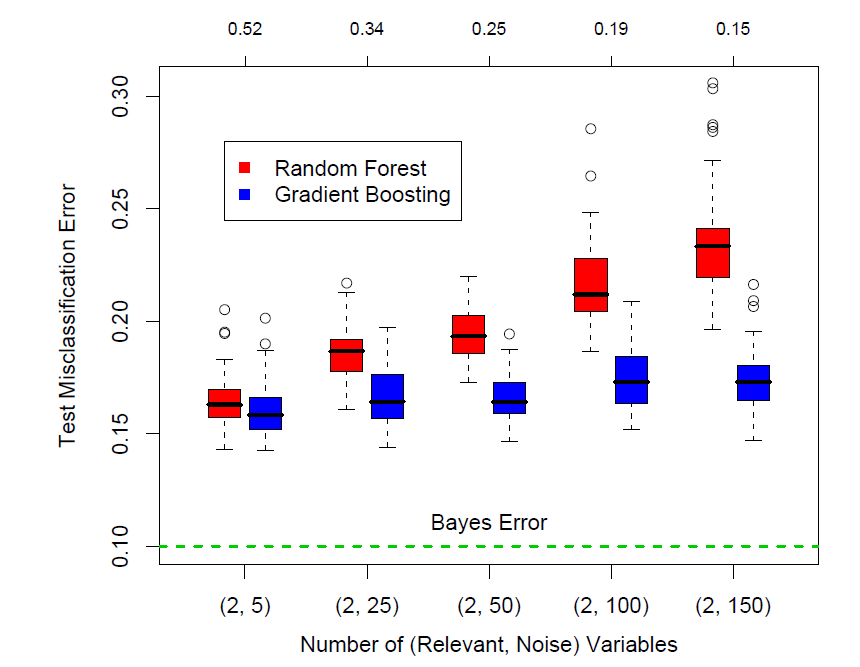 0.52 0.34 0.25 0.19 0.15
0.30
Random Forest
Gradient Boosting
0.25
0.20
0.15
0.10
Test Misclassification Error
Bayes Error
(2, 5) (2, 25) (2, 50) (2, 100) (2, 150)
Number of (Relevant, Noise) Variables